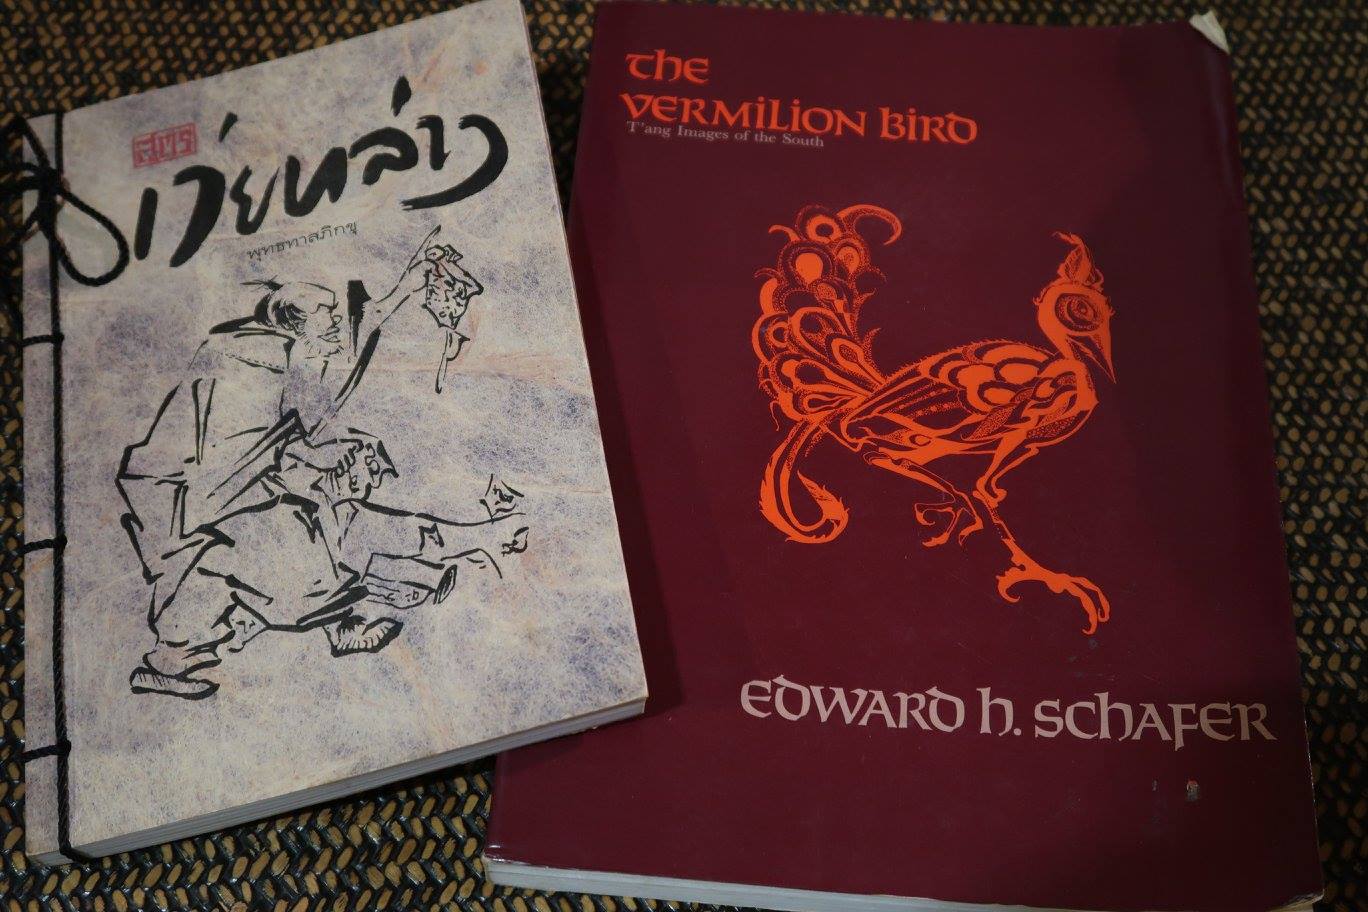 สูตร
เว่ยหล่าง
พุทธทาสภิกขุ
The
Vermilion Bird
T'ang Images of the South
Edward H. Schafer